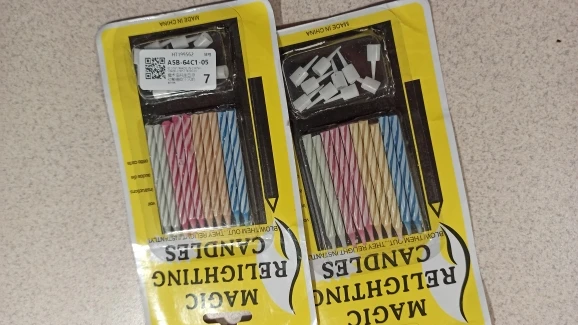 MAGIC
RELIGHTING
CANDLES
BLOW THEM OUT...THEY RELIGHT INSTANTLY
MADE IN CHINA
A5B-64C1-05
7
MAGIC
RELIGHTING
CANDLES
BLOW THEM OUT...THEY RELIGHT INSTANTLY
MADE IN CHINA